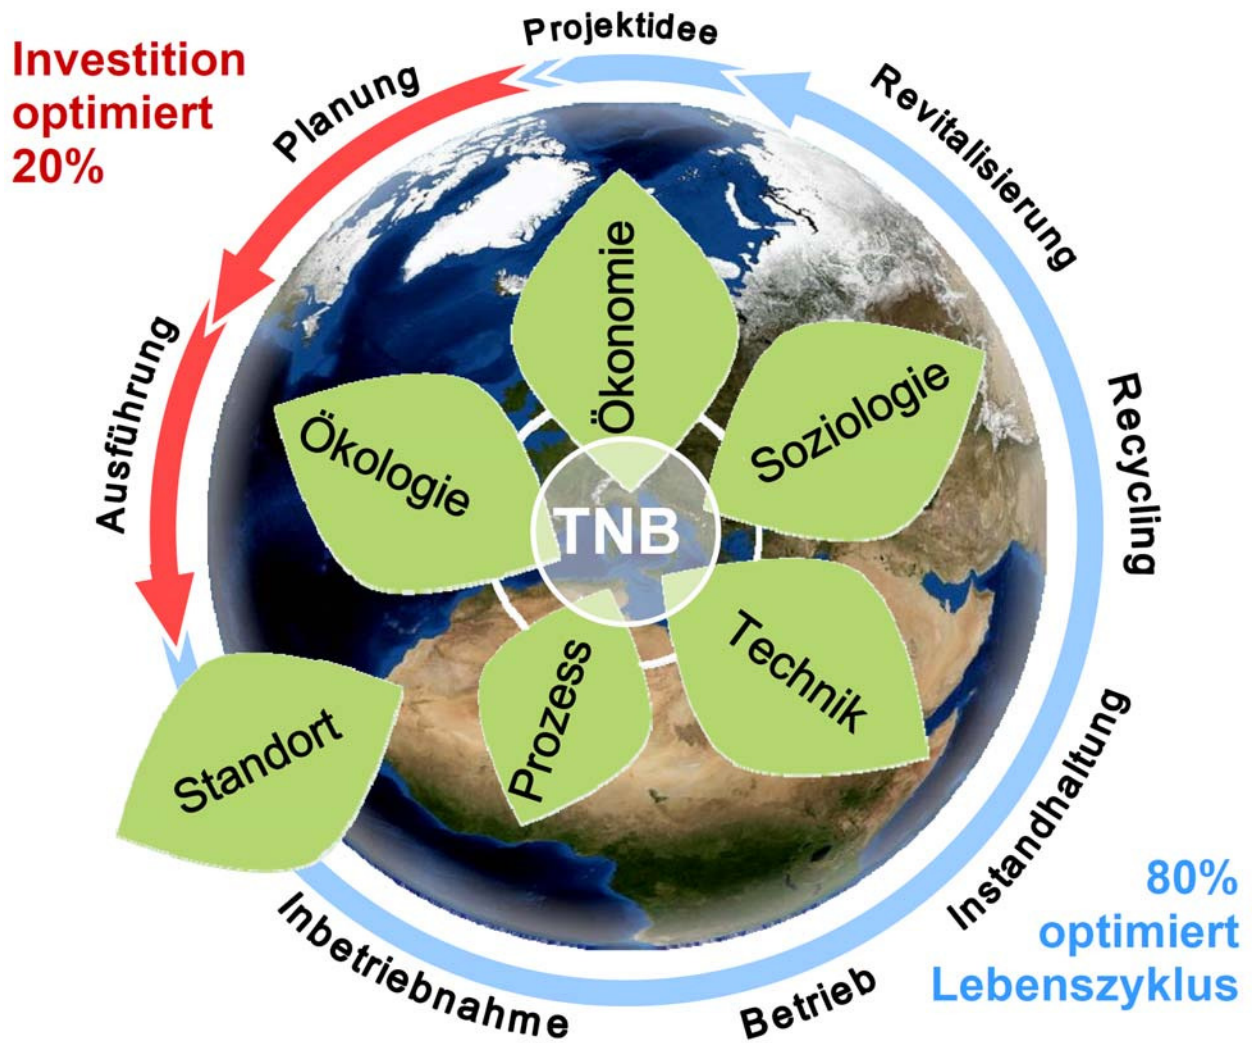 Projektidee
Investition
optimiert
20%
Planung
Revitalisierung
Ausführung
Recycling
Ökonomie
Soziologie
Ökologie
TNB
Technik
Prozess
Standort
Instandhaltung
Inbetriebnahme
Betrieb
80%
optimiert
Lebenszyklus